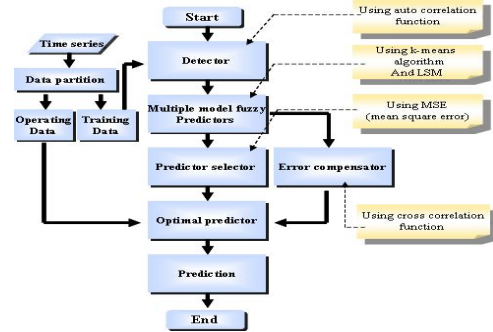 Start
Using auto correlation
function
Time series
Detector
Using k-means
algorithm
And LSM
Data partition
Operating
Data
Training
Data
Multiple model fuzzy
Predictors
Using MSE
(mean square error)
Predictor selector
Error compensator
Optimal predictor
Using cross correlation
function
Prediction
End